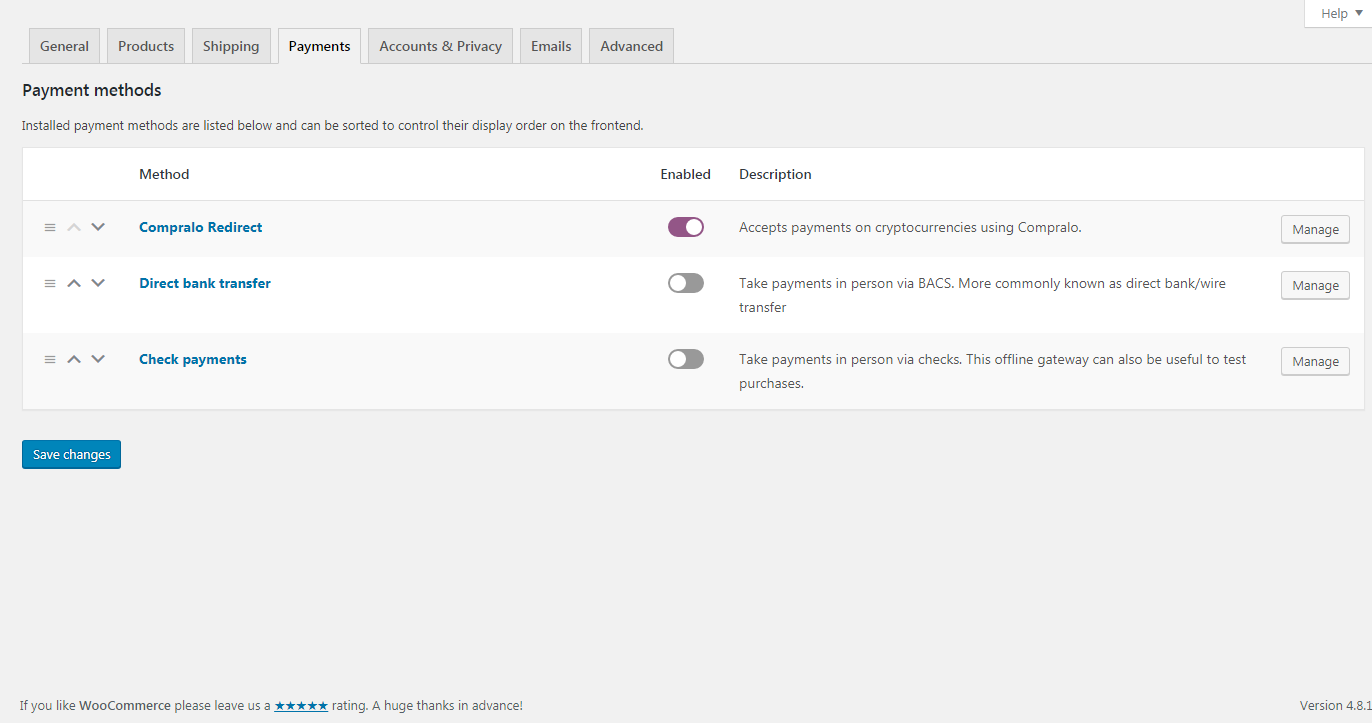 Help ▼
General Products Shipping Payments Accounts & Privacy Emails Advanced
Payment methods
Installed payment methods are listed below and can be sorted to control their display order on the frontend.
Method Enabled Description
Compralo Redirect Accepts payments on cryptocurrencies using Compralo. Manage
Direct bank transfer Take payments in person via BACS. More commonly known as direct bank/wire Manage
transfer
Check payments Take payments in person via checks. This offline gateway can also be useful to test Manage
purchases.
Save changes
If you like WooCommerce please leave us a ★★★★★ rating. A huge thanks in advance! Version 4.8.1